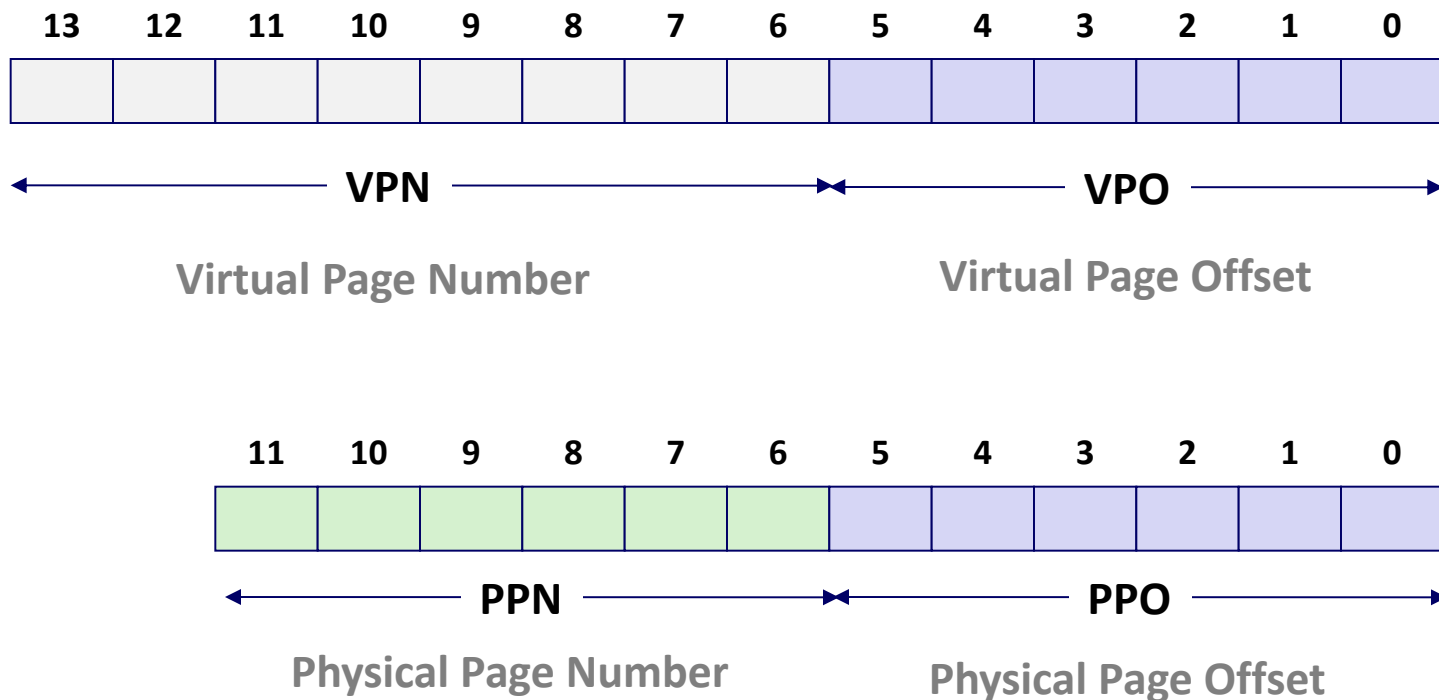 13 12 11 10 9 8 7 6 5 4 3 2 1 0
VPN VPO
Virtual Page Number Virtual Page Offset
11 10 9 8 7 6 5 4 3 2 1 0
PPN PPO
Physical Page Number Physical Page Offset